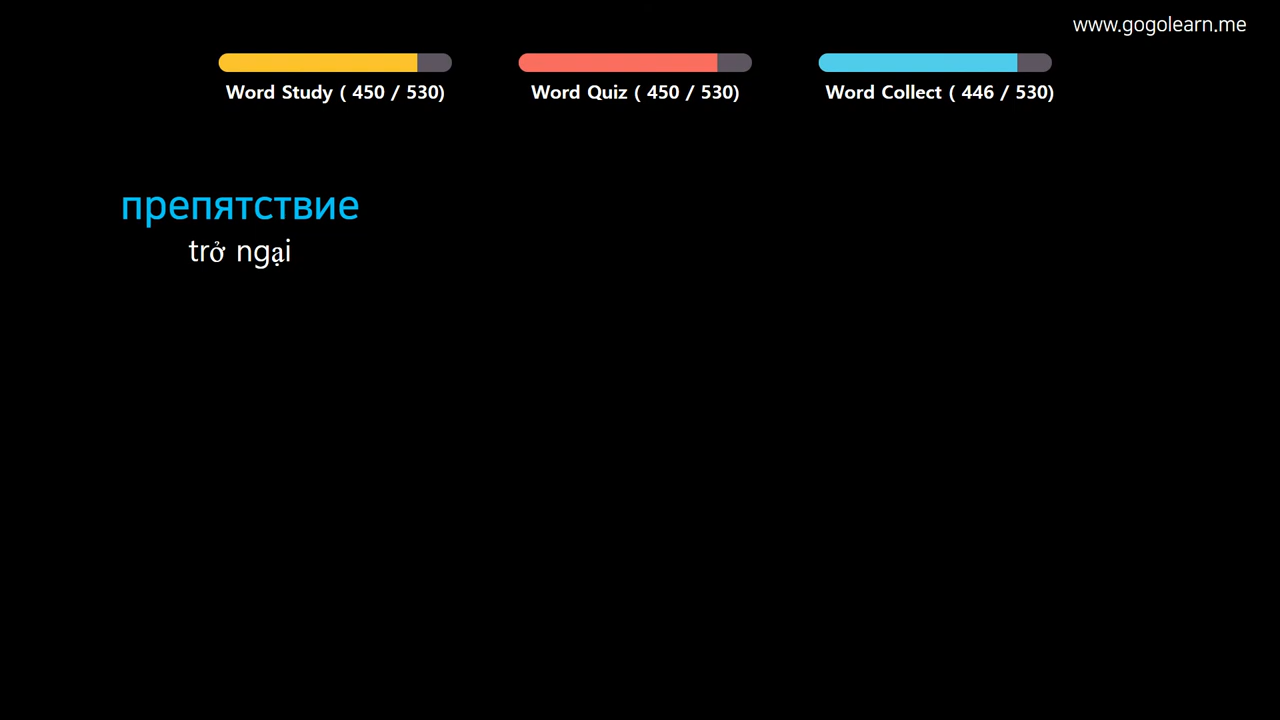 www.gogolearn.me
Word Study ( 450 / 530)
Word Quiz ( 450 / 530)
Word Collect ( 446 / 530)
препятствие
trở ngại